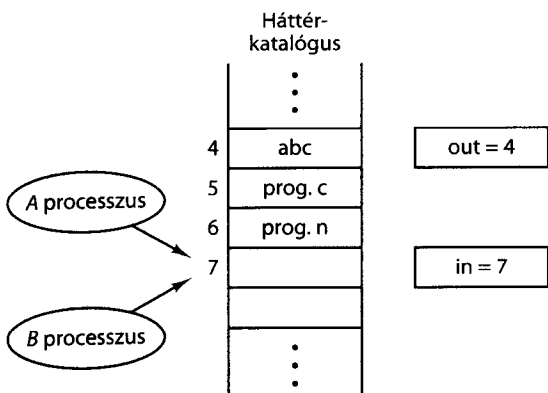 Háttér-
katalógus
4 abc
out = 4
5 prog. c
A processzus
6 prog. n
7
in = 7
B processzus